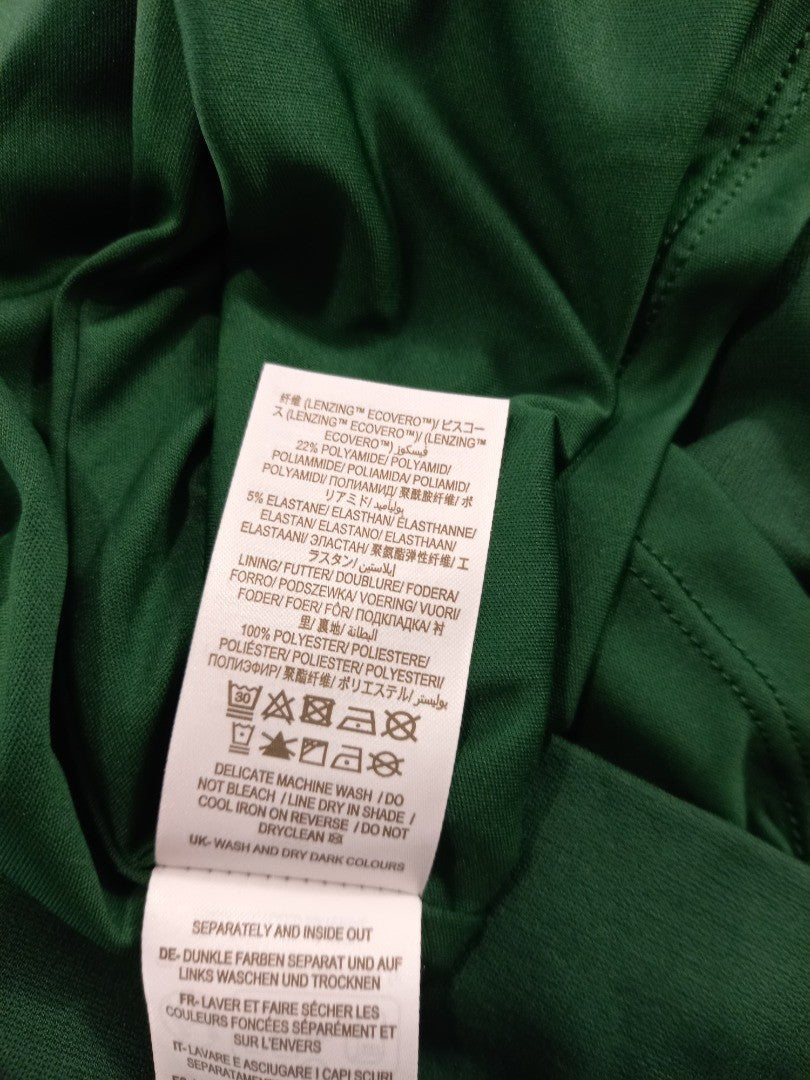 纤维 (LENZING™ ECOVERO™)/ ビスコー
ス (LENZING™ ECOVERO™)/ (LENZING™
ECOVERO™) فيسكوز
22% POLYAMIDE/ POLYAMID/
POLIAMMIDE/ POLIAMIDA/ POLIAMID/
POLYAMIDI/ ПОЛИАМИД/ 聚酰胺纤维/ ポ
リアミド/ بولياميد
5% ELASTANE/ ELASTHAN/ ÉLASTHANNE/
ELASTAN/ ELASTANO/ ELASTHAAN/
ELASTAANI/ ЭЛАСТАН/ 聚氨酯弹性纤维/ エ
ラスタン/ إيلاستين
LINING/ FUTTER/ DOUBLURE/ FODERA/
FORRO/ PODSZEWKA/ VOERING/ VUORI/
FODER/ FOER/ FÔR/ ПОДКЛАДКА/ 衬
里/ 裏地/ البطانة
100% POLYESTER/ POLIESTERE/
POLIÉSTER/ POLIESTER/ POLYESTERI/
ПОЛИЭФИР/ 聚酯纤维/ ポリエステル/ بوليستر
30
DELICATE MACHINE WASH / DO
NOT BLEACH / LINE DRY IN SHADE /
COOL IRON ON REVERSE / DO NOT
DRYCLEAN
UK- WASH AND DRY DARK COLOURS
SEPARATELY AND INSIDE OUT
DE- DUNKLE FARBEN SEPARAT UND AUF
LINKS WASCHEN UND TROCKNEN
FR- LAVER ET FAIRE SÉCHER LES
COULEURS FONCÉES SÉPARÉMENT ET
SUR L'ENVERS
IT- LAVARE E ASCIUGARE I CAPI SCURI
SEPARATAMEN